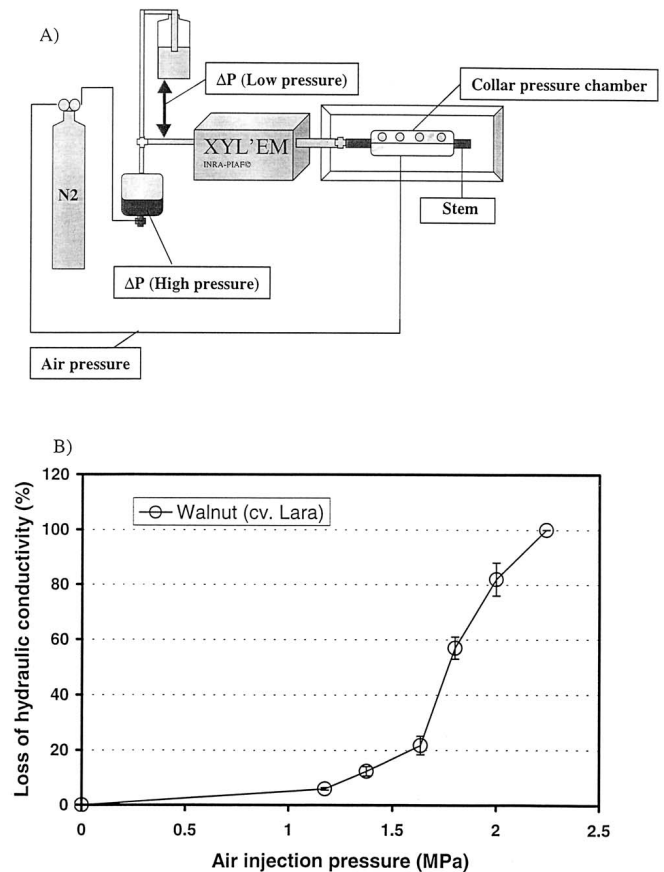 A)
ΔP (Low pressure)
Collar pressure chamber
XYL'EM
INRA-PIAF©
N2
Stem
ΔP (High pressure)
Air pressure
B)
Loss of hydraulic conductivity (%)
120
100
80
60
40
20
0
Walnut (cv. Lara)
0 0.5 1 1.5 2 2.5
Air injection pressure (MPa)